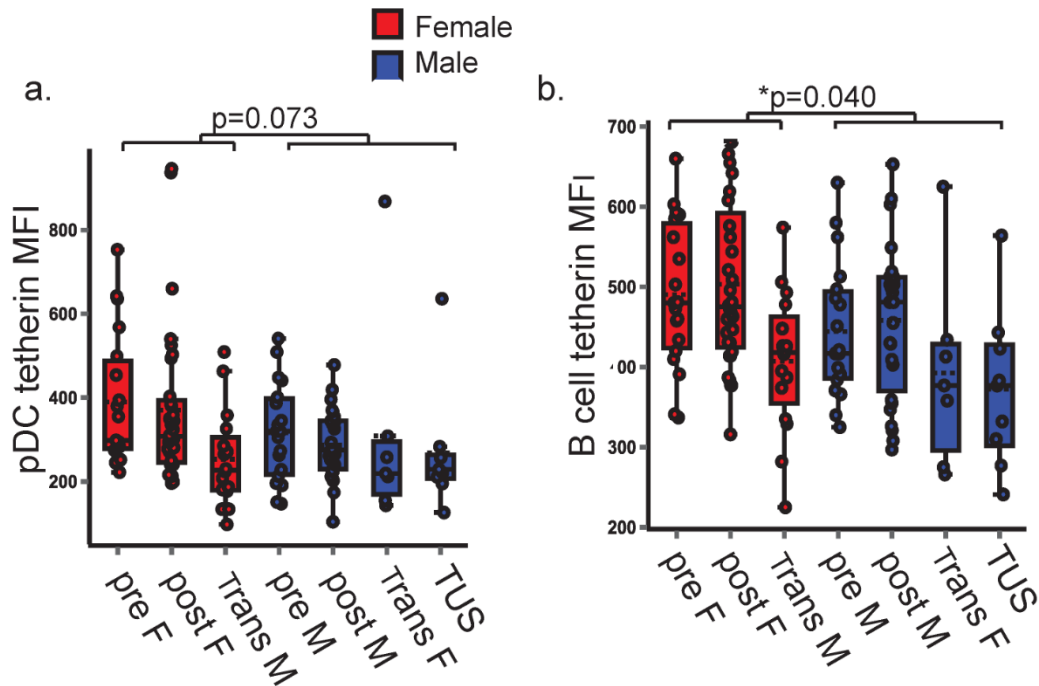 Female
Male
a.
p=0.073
pDC tetherin MFI
800
600
400
200
pre F
post F
Trans M
pre M
post M
Trans F
TUS
b.
*p=0.040
B cell tetherin MFI
700
600
500
400
300
200
pre F
post F
Trans M
pre M
post M
Trans F
TUS